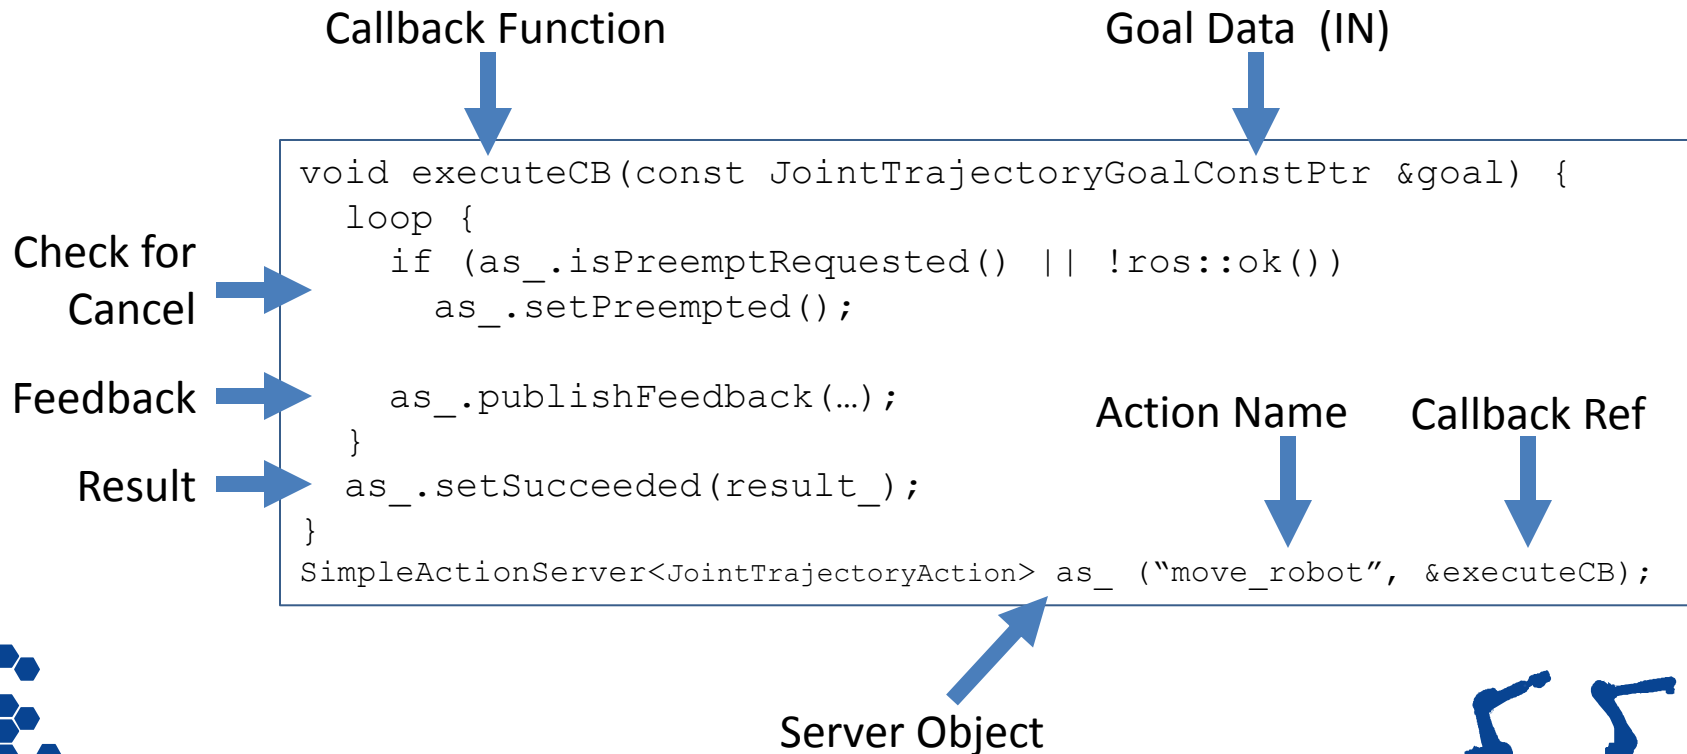 Callback Function
Goal Data  (IN)
void executeCB(const JointTrajectoryGoalConstPtr &goal) {
  loop {
    if (as_.isPreemptRequested() || !ros::ok())
      as_.setPreempted();
Check for
Cancel
Feedback
    as_.publishFeedback(…);
Action Name
Callback Ref
  }
Result
  as_.setSucceeded(result_);
}
SimpleActionServer<JointTrajectoryAction> as_ (“move_robot”, &executeCB);
Server Object